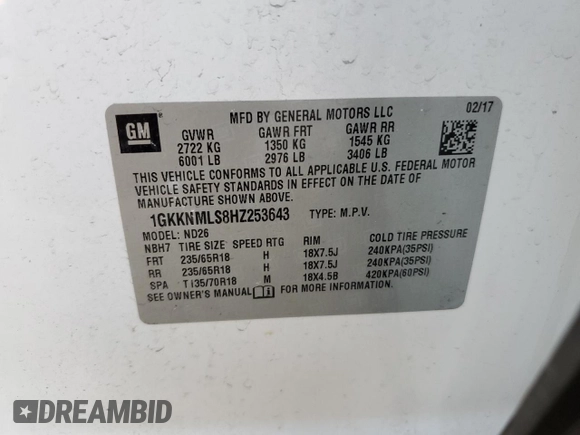 GM
MFD BY GENERAL MOTORS LLC 02/17
GVWR GAWR FRT GAWR RR
2722 KG 1350 KG 1545 KG
6001 LB 2976 LB 3406 LB
THIS VEHICLE CONFORMS TO ALL APPLICABLE U.S. FEDERAL MOTOR
VEHICLE SAFETY STANDARDS IN EFFECT ON THE DATE OF
MANUFACTURE SHOWN ABOVE.
1GKKNMLS8HZ253643 TYPE: M.P.V.
MODEL: ND26
NBH7 TIRE SIZE SPEED RTG RIM COLD TIRE PRESSURE
FRT 235/65R18 H 18X7.5J 240KPA(35PSI)
RR 235/65R18 H 18X7.5J 240KPA(35PSI)
SPA T135/70R18 M 18X4.5B 420KPA(60PSI)
SEE OWNER'S MANUAL FOR MORE INFORMATION.
DREAMBID